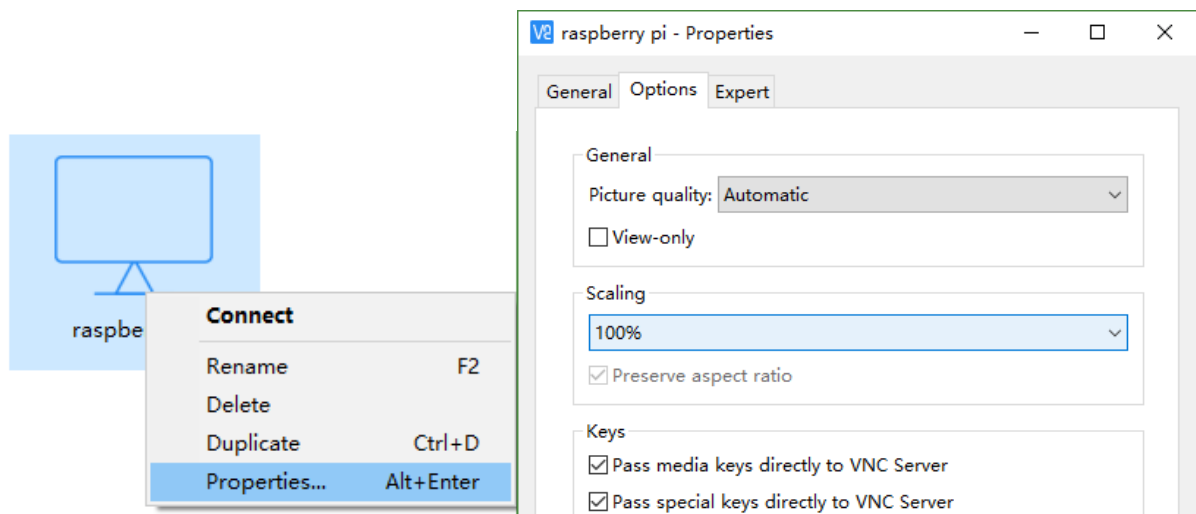 raspbe
Connect
Rename F2
Delete
Duplicate Ctrl+D
Properties... Alt+Enter
V2 raspberry pi - Properties
General Options Expert
General
Picture quality: Automatic
View-only
Scaling
100%
Preserve aspect ratio
Keys
Pass media keys directly to VNC Server
Pass special keys directly to VNC Server